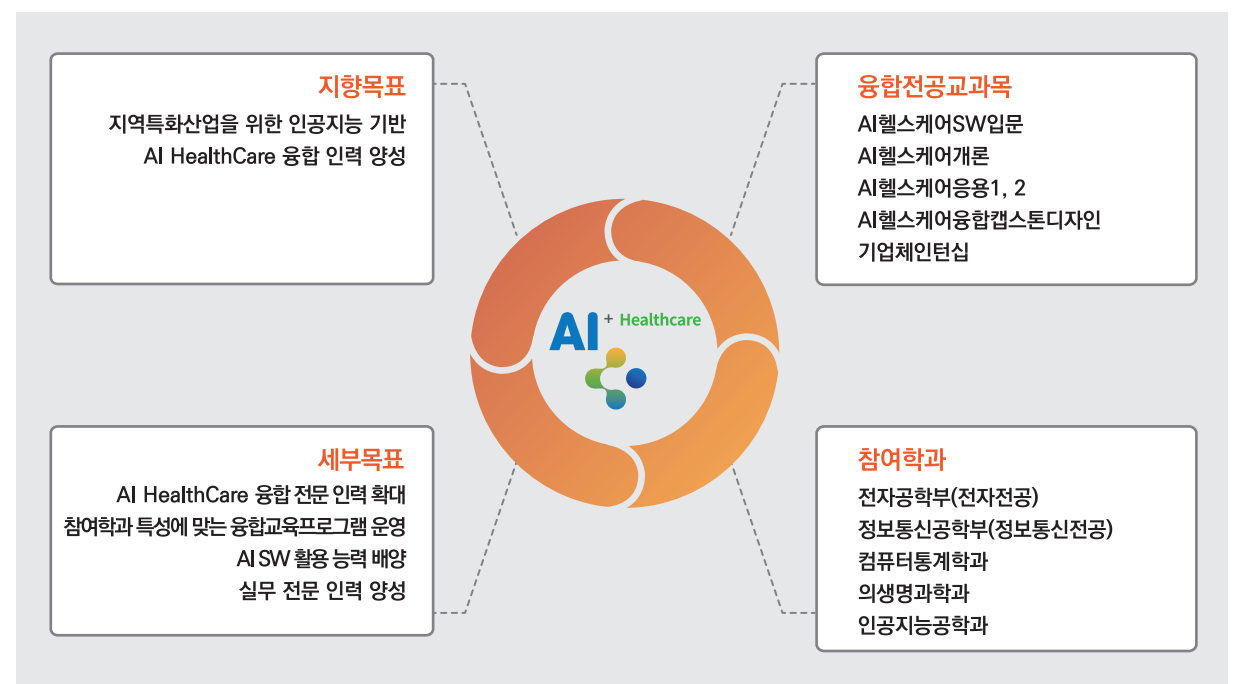 지향목표
지역특화산업을 위한 인공지능 기반
AI HealthCare 융합 인력 양성
융합전공교과목
AI헬스케어SW입문
AI헬스케어개론
AI헬스케어응용1, 2
AI헬스케어융합캡스톤디자인
기업체인턴십
AI + Healthcare
세부목표
AI HealthCare 융합 전문 인력 확대
참여학과 특성에 맞는 융합교육프로그램 운영
AI SW 활용 능력 배양
실무 전문 인력 양성
참여학과
전자공학부(전자전공)
정보통신공학부(정보통신전공)
컴퓨터통계학과
의생명과학과
인공지능공학과